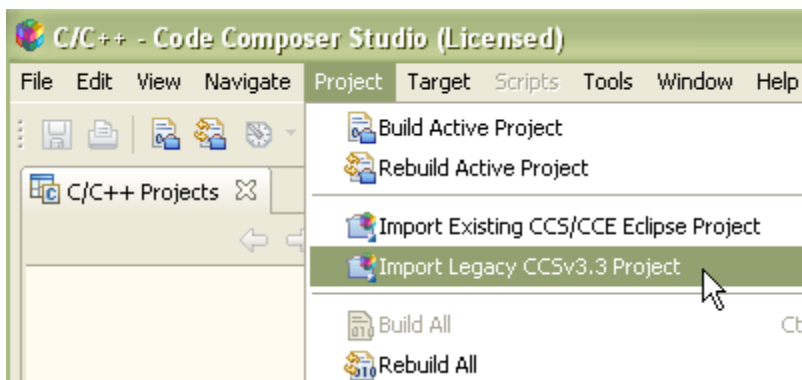 C/C++ - Code Composer Studio (Licensed)
File Edit View Navigate Project Target Scripts Tools Window Help
Build Active Project
Rebuild Active Project
C/C++ Projects
Import Existing CCS/CCE Eclipse Project
Import Legacy CCSv3.3 Project
Build All
Rebuild All